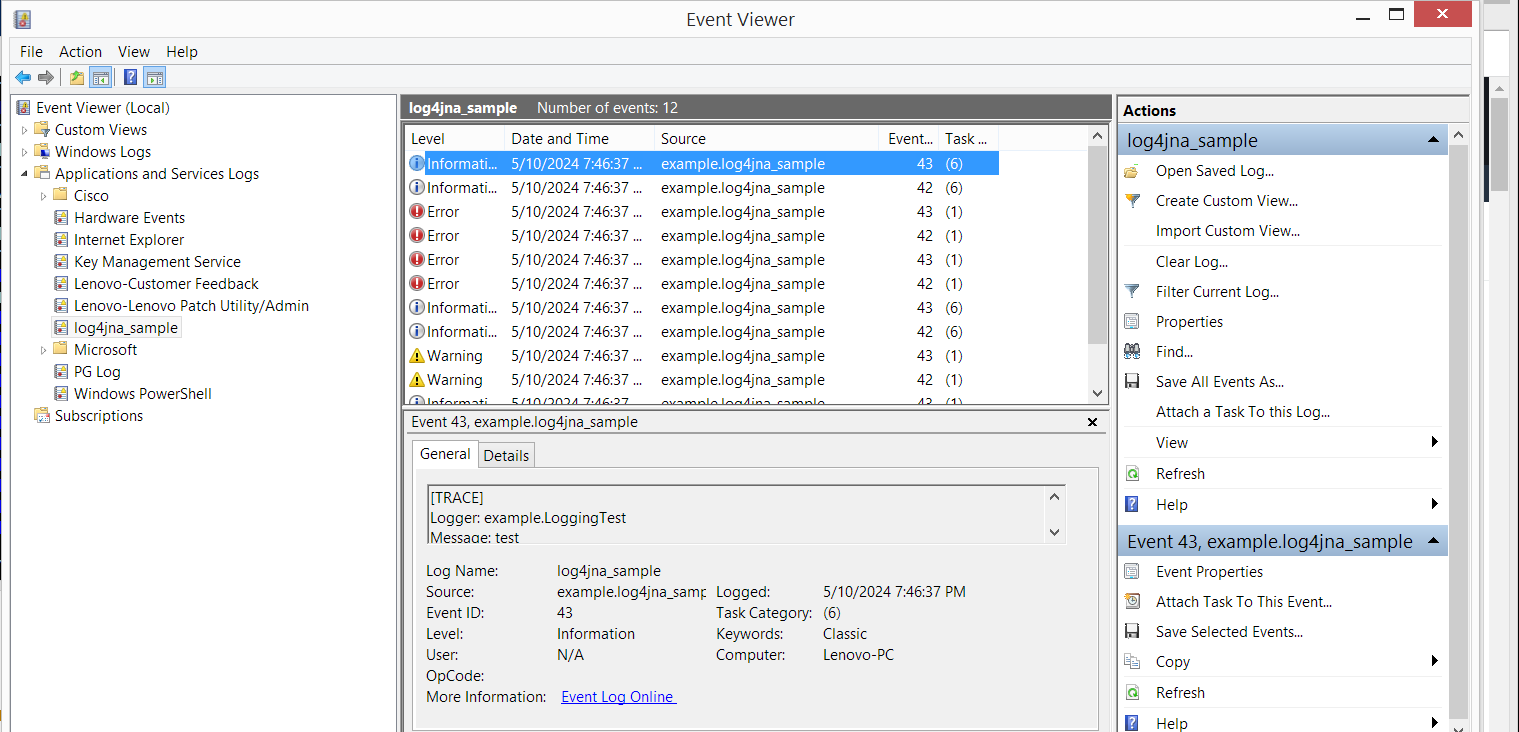 Event Viewer
File Action View Help
Event Viewer (Local)
Custom Views
Windows Logs
Applications and Services Logs
Cisco
Hardware Events
Internet Explorer
Key Management Service
Lenovo-Customer Feedback
Lenovo-Lenovo Patch Utility/Admin
log4jna_sample
Microsoft
PG Log
Windows PowerShell
Subscriptions
log4jna_sample Number of events: 12
Level Date and Time Source Event... Task ...
Informati... 5/10/2024 7:46:37 ... example.log4jna_sample 43 (6)
Informati... 5/10/2024 7:46:37 ... example.log4jna_sample 42 (6)
Error 5/10/2024 7:46:37 ... example.log4jna_sample 43 (1)
Error 5/10/2024 7:46:37 ... example.log4jna_sample 42 (1)
Error 5/10/2024 7:46:37 ... example.log4jna_sample 43 (1)
Error 5/10/2024 7:46:37 ... example.log4jna_sample 42 (1)
Informati... 5/10/2024 7:46:37 ... example.log4jna_sample 43 (6)
Informati... 5/10/2024 7:46:37 ... example.log4jna_sample 42 (6)
Warning 5/10/2024 7:46:37 ... example.log4jna_sample 43 (1)
Warning 5/10/2024 7:46:37 ... example.log4jna_sample 42 (1)
Informati... 5/10/2024 7:46:37 ... example.log4jna_sample 43 (1)
Event 43, example.log4jna_sample
General Details
[TRACE]
Logger: example.LoggingTest
Message: test
Log Name: log4jna_sample
Source: example.log4jna_samp Logged: 5/10/2024 7:46:37 PM
Event ID: 43 Task Category: (6)
Level: Information Keywords: Classic
User: N/A Computer: Lenovo-PC
OpCode:
More Information: Event Log Online
Actions
log4jna_sample
Open Saved Log...
Create Custom View...
Import Custom View...
Clear Log...
Filter Current Log...
Properties
Find...
Save All Events As...
Attach a Task To this Log...
View
Refresh
Help
Event 43, example.log4jna_sample
Event Properties
Attach Task To This Event...
Save Selected Events...
Copy
Refresh
Help